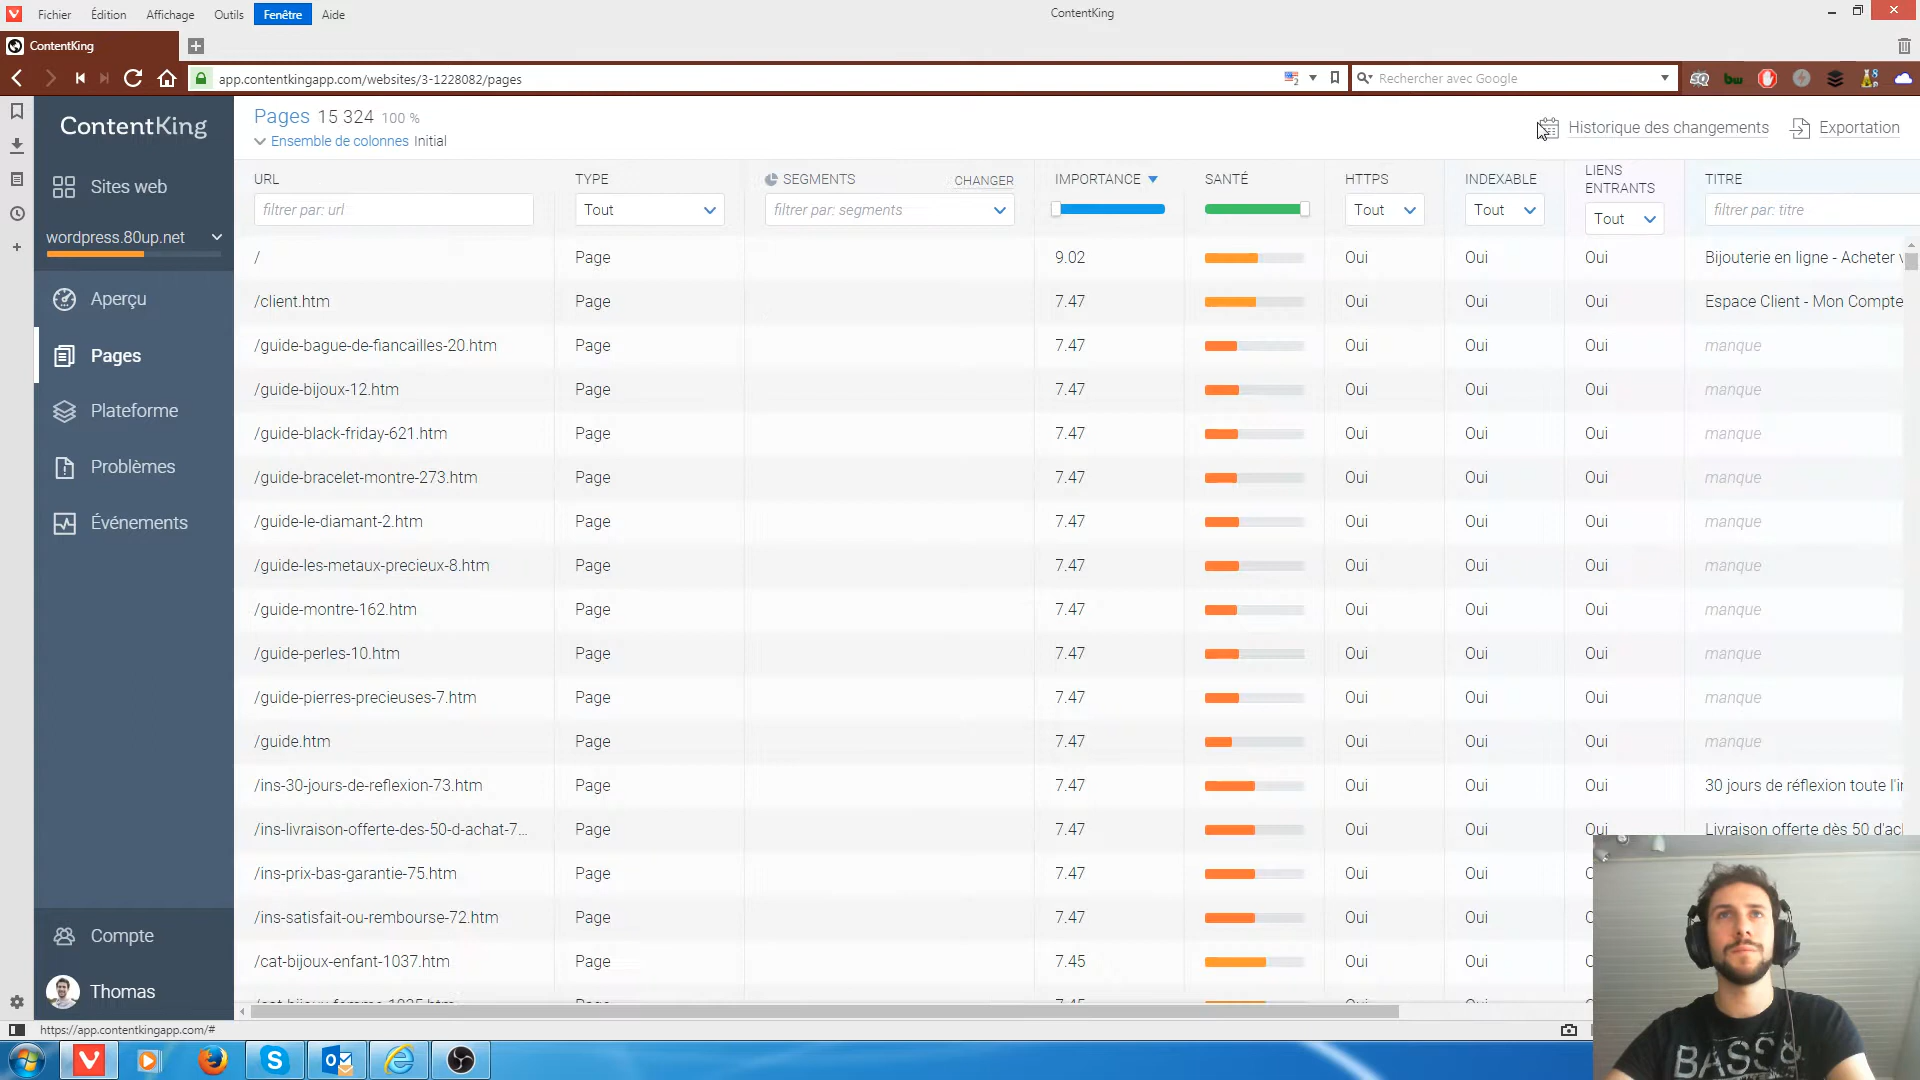 Fichier Édition Affichage Outils Fenêtre Aide
ContentKing
ContentKing
app.contentkingapp.com/websites/3-1228082/pages
Rechercher avec Google
ContentKing
Pages 15 324 100 %
Ensemble de colonnes Initial
Historique des changements
Exportation
Sites web
wordpress.80up.net
Aperçu
Pages
Plateforme
Problèmes
Événements
Compte
Thomas
URL TYPE SEGMENTS CHANGER IMPORTANCE SANTÉ HTTPS INDEXABLE LIENS ENTRANTS TITRE
filtrer par: url Tout filtrer par: segments Tout Tout Tout filtrer par: titre
/ Page 9.02 Oui Oui Oui Bijouterie en ligne - Acheter
/client.htm Page 7.47 Oui Oui Oui Espace Client - Mon Compte
/guide-bague-de-fiancailles-20.htm Page 7.47 Oui Oui Oui manque
/guide-bijoux-12.htm Page 7.47 Oui Oui Oui manque
/guide-black-friday-621.htm Page 7.47 Oui Oui Oui manque
/guide-bracelet-montre-273.htm Page 7.47 Oui Oui Oui manque
/guide-le-diamant-2.htm Page 7.47 Oui Oui Oui manque
/guide-les-metaux-precieux-8.htm Page 7.47 Oui Oui Oui manque
/guide-montre-162.htm Page 7.47 Oui Oui Oui manque
/guide-perles-10.htm Page 7.47 Oui Oui Oui manque
/guide-pierres-precieuses-7.htm Page 7.47 Oui Oui Oui manque
/guide.htm Page 7.47 Oui Oui Oui manque
/ins-30-jours-de-reflexion-73.htm Page 7.47 Oui Oui Oui 30 jours de réflexion toute
/ins-livraison-offerte-des-50-d-achat-7... Page 7.47 Oui Oui Oui Livraison offerte dès 50
/ins-prix-bas-garantie-75.htm Page 7.47 Oui Oui
/ins-satisfait-ou-rembourse-72.htm Page 7.47 Oui Oui
/cat-bijoux-enfant-1037.htm Page 7.45 Oui Oui
https://app.contentkingapp.com/#
BASS &